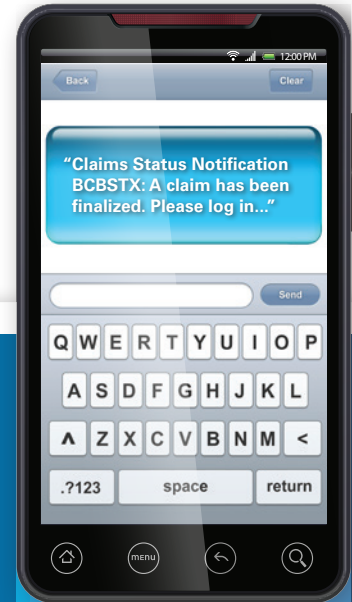 12:00 PM
Back Clear
“Claims Status Notification
BCBSTX: A claim has been
finalized. Please log in...”
Send
Q W E R T Y U I O P
A S D F G H J K L
^ Z X C V B N M <
.?123 space return
menu